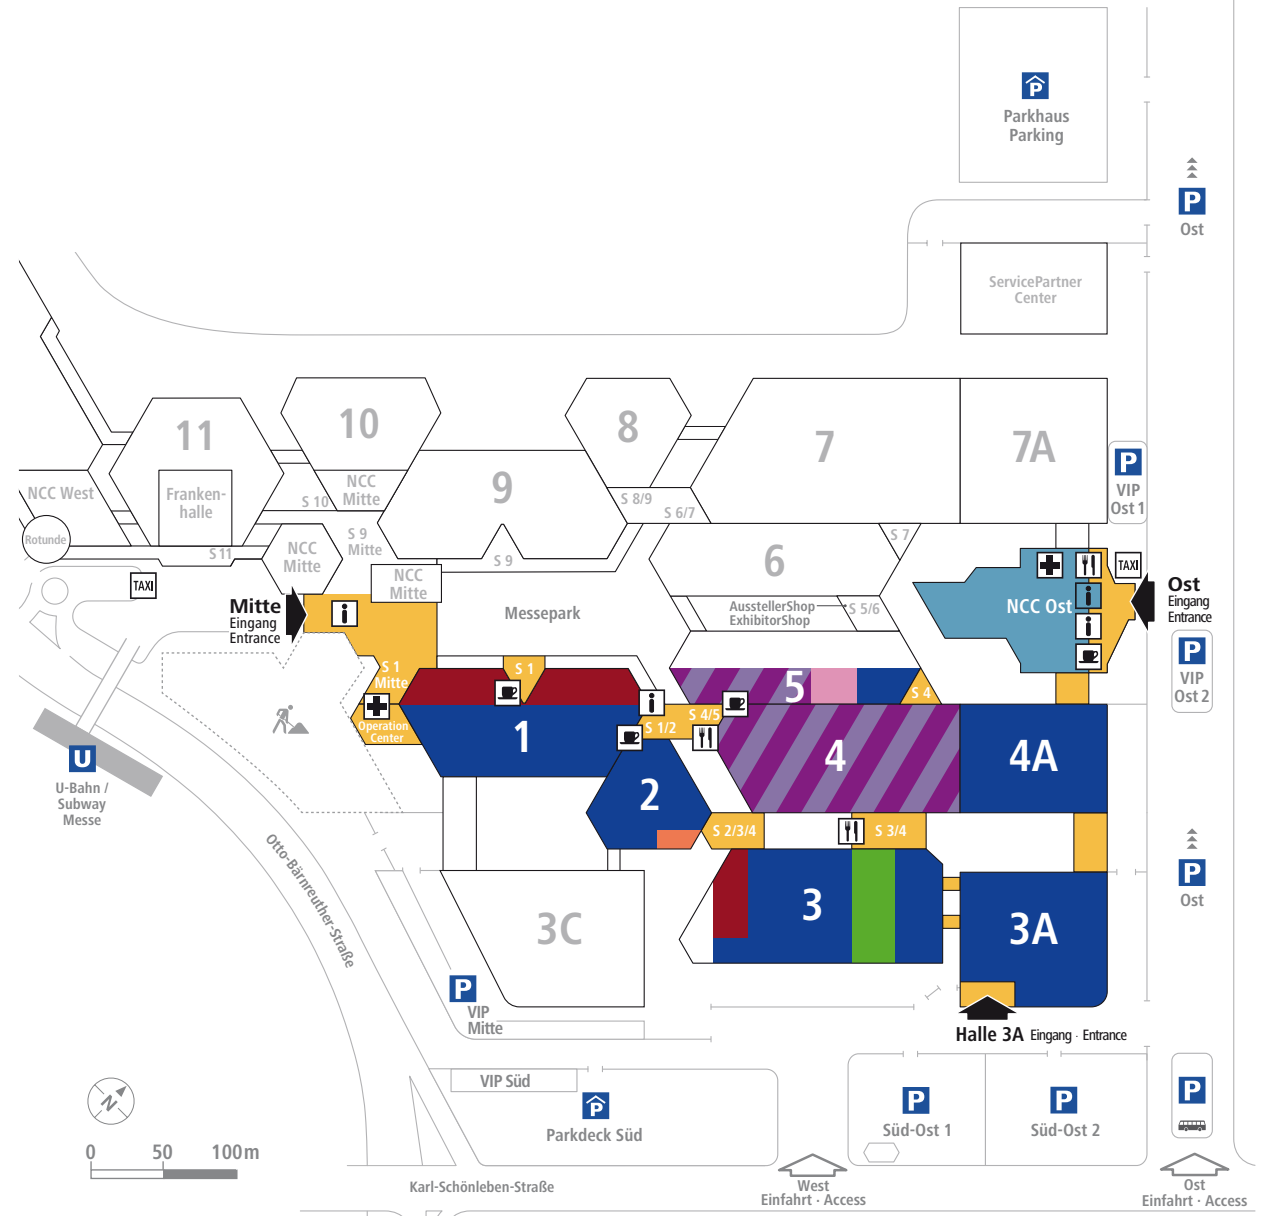 P
Parkhaus
Parking
P
Ost
ServicePartner
Center
11
10
9
8
7
7A
NCC West
Franken-
halle
NCC
Mitte
S 10
S 8/9
S 6/7
P
VIP
Ost 1
Rotunde
S 11
NCC
Mitte
S 9
Mitte
S 9
6
S 7
NCC
Mitte
TAXI
TAXI
Mitte
Eingang
Entrance
i
Messepark
AusstellerShop
ExhibitorShop
S 5/6
NCC Ost
i
i
Ost
Eingang
Entrance
P
VIP
Ost 2
S 1
Mitte
S 1
5
S 4
i
Operation
Center
1
S 1/2
S 4/5
4
4A
U
U-Bahn /
Subway
Messe
2
S 2/3/4
S 3/4
Otto-Bärnreuther-Straße
3C
3
3A
P
Ost
P
VIP
Mitte
Halle 3A Eingang · Entrance
VIP Süd
P
Parkdeck Süd
P
Süd-Ost 1
P
Süd-Ost 2
P
N
0 50 100m
Karl-Schönleben-Straße
West
Einfahrt · Access
Ost
Einfahrt · Access